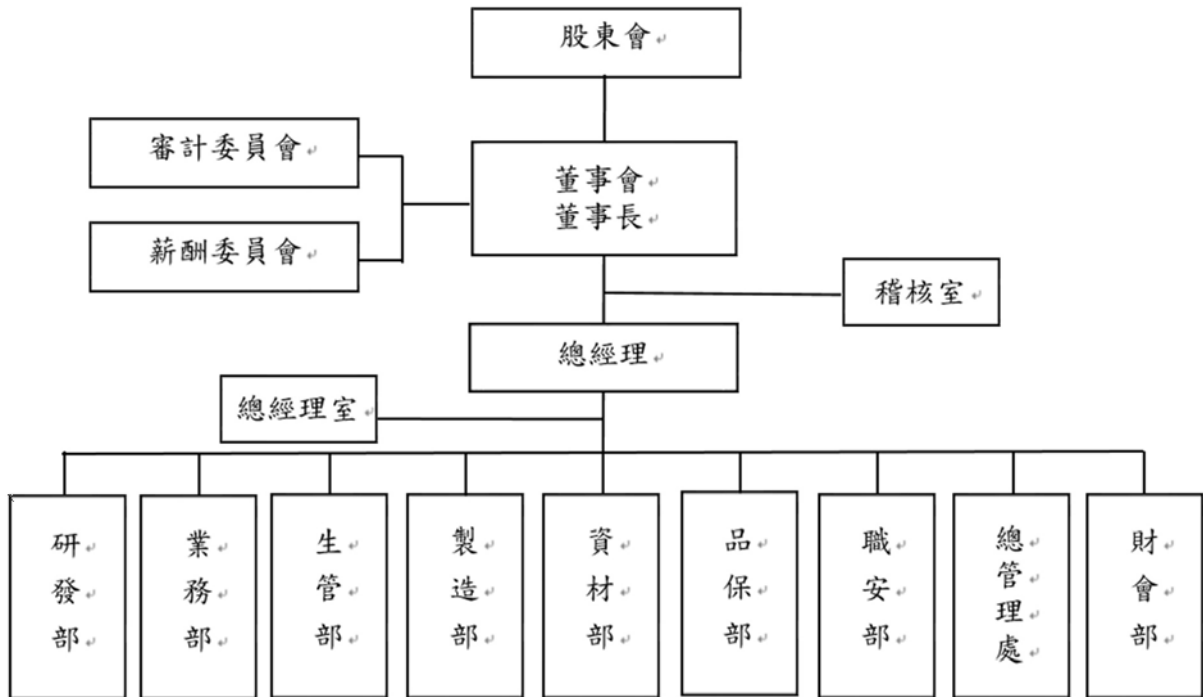 股東會
審計委員會
董事會
董事長
薪酬委員會
稽核室
總經理
總經理室
研發部
業務部
生管部
製造部
資材部
品保部
職安部
總管理處
財會部